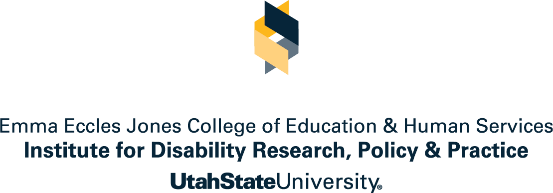 Emma Eccles Jones College of Education & Human Services
Institute for Disability Research, Policy & Practice
UtahStateUniversity®